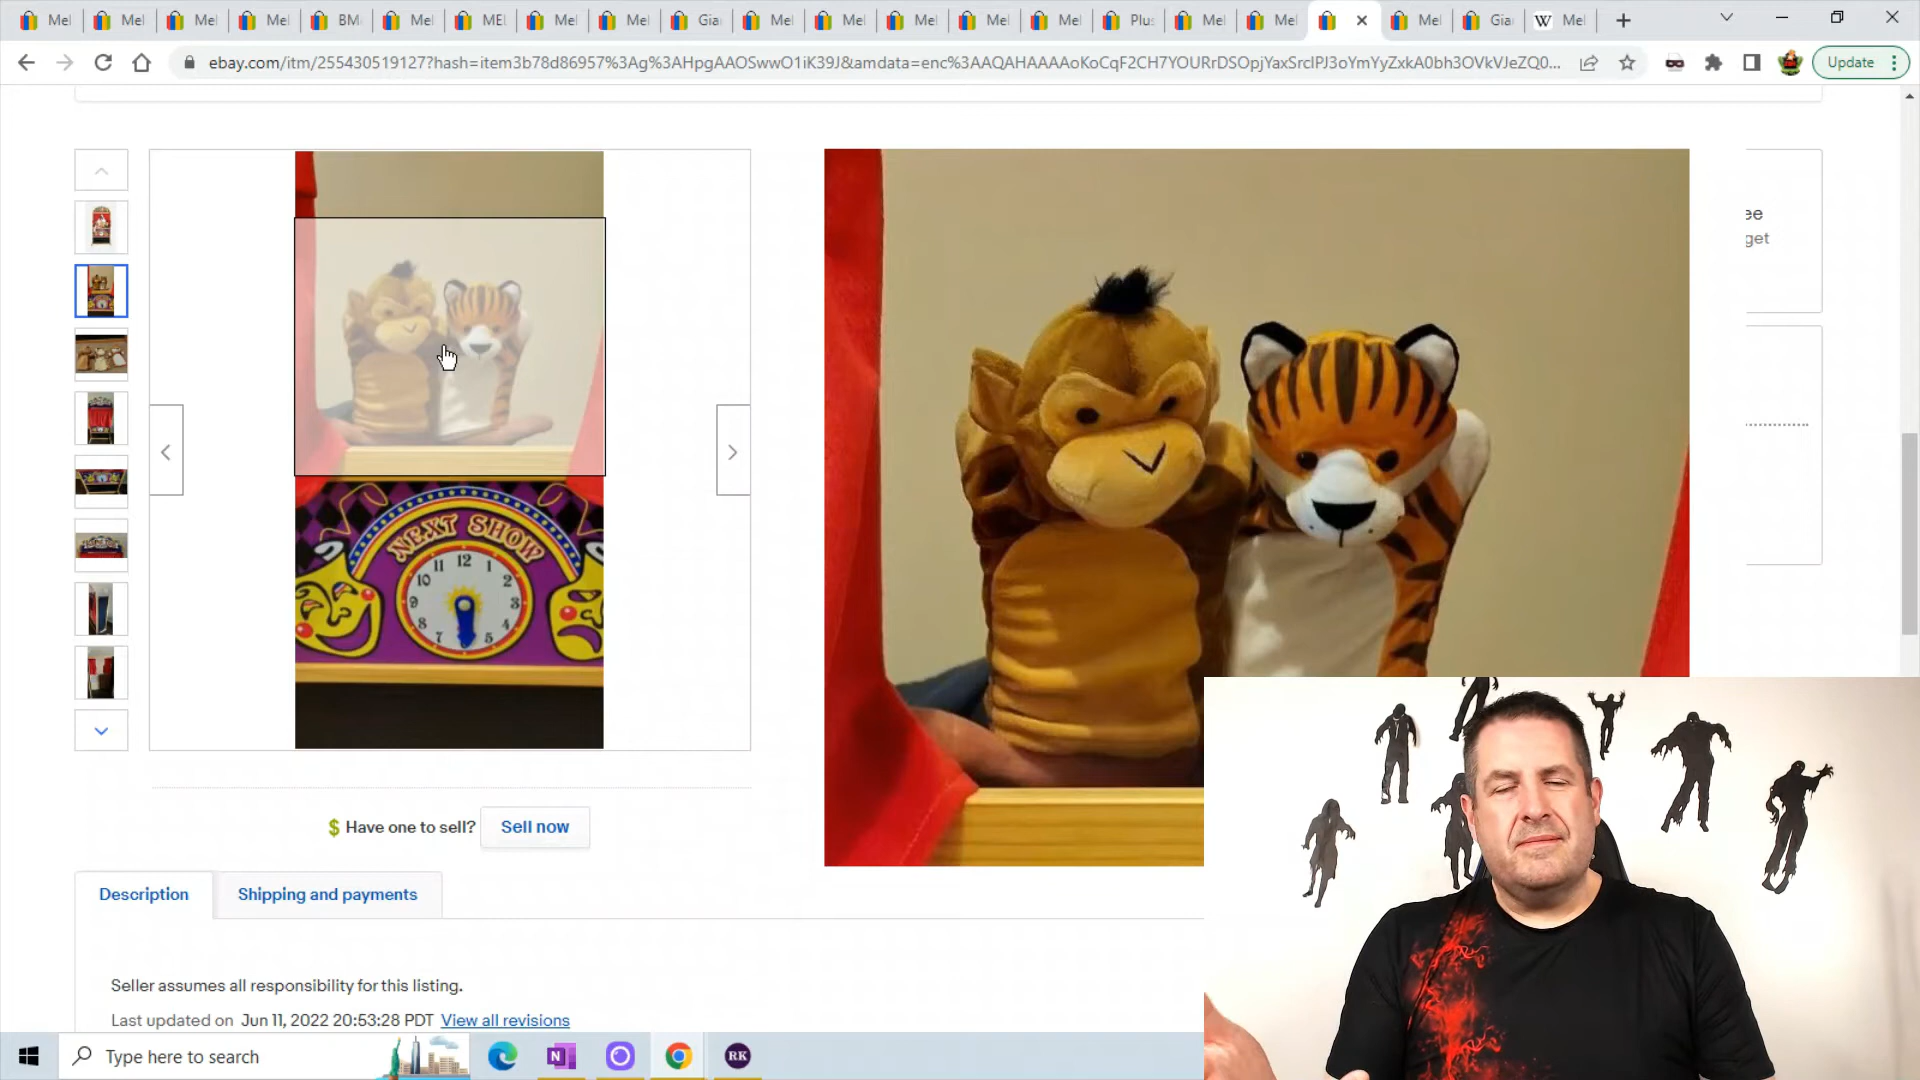 Mel
Mel
Mel
Mel
BM
Mel
MEL
Mel
Mel
Gia
Mel
Mel
Mel
Mel
Mel
Plus
Mel
Mel
Mel
Gia
W Mel
ebay.com/itm/255430519127?hash=item3b78d86957%3Ag%3AHpgAAOSwwO1iK39J&amdata=enc%3AAQAHAAAAoKoCqF2CH7YOURrDSOpjYaxSrclPJ3oYmYyZxkA0bh3OVkVJeZQ0...
Update
ee
get
NEXT SHOW
12
11 1
10 2
9 3
8 4
7 5
$ Have one to sell? Sell now
Description Shipping and payments
Seller assumes all responsibility for this listing.
Last updated on Jun 11, 2022 20:53:28 PDT View all revisions
Type here to search
N
RK